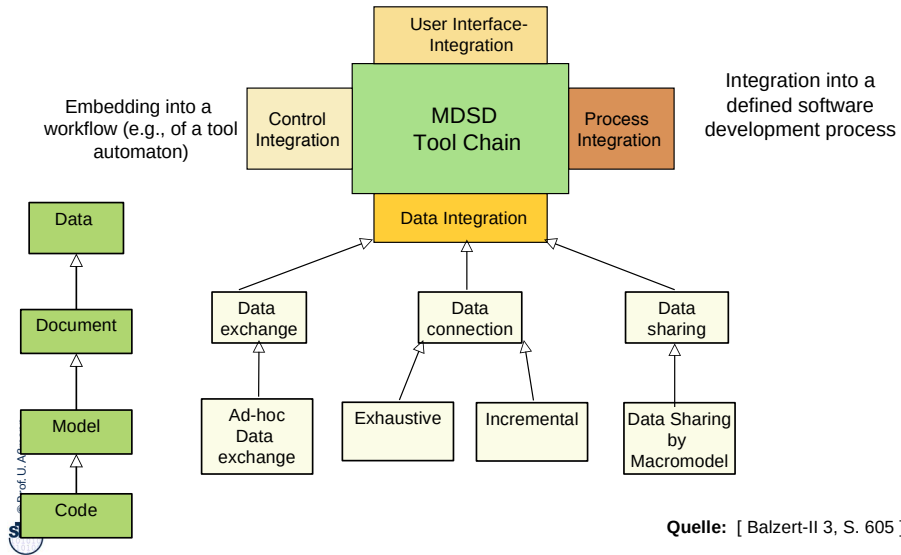 User Interface-
Integration
Embedding into a
workflow (e.g., of a tool
automaton)
Control
Integration
MDSD
Tool Chain
Process
Integration
Integration into a
defined software
development process
Data Integration
Data
Document
Model
Code
Data
exchange
Data
connection
Data
sharing
Ad-hoc
Data
exchange
Exhaustive
Incremental
Data Sharing
by
Macromodel
© Prof. U.
Quelle: [ Balzert-II 3, S. 605 ]